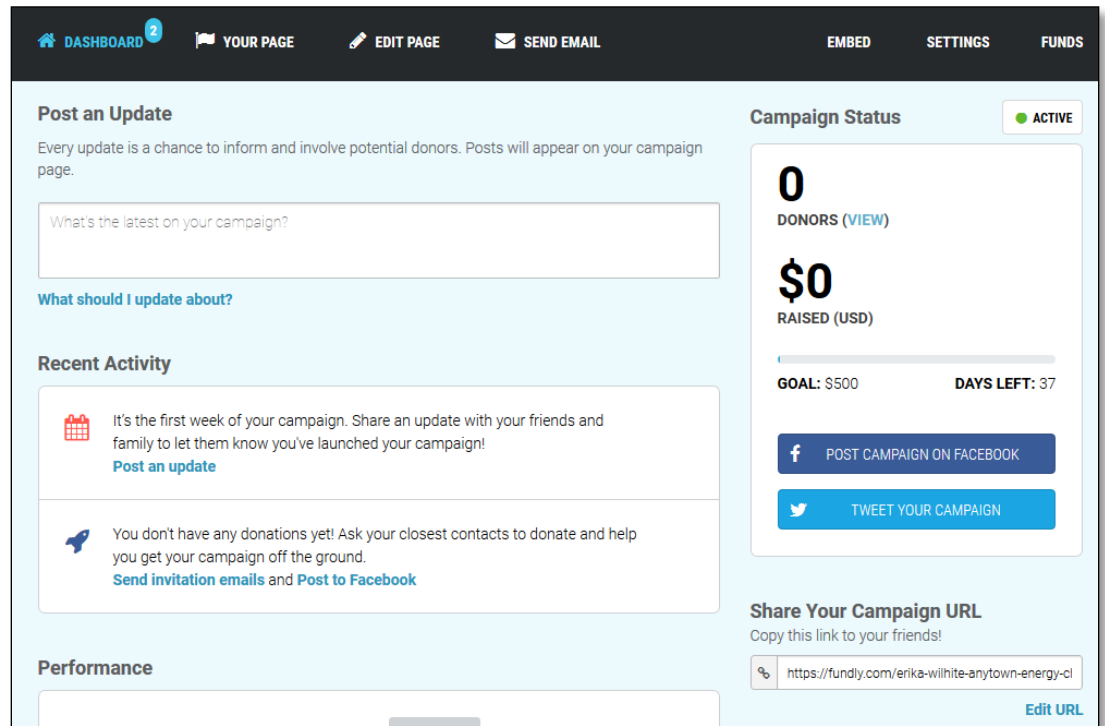 DASHBOARD 2 YOUR PAGE EDIT PAGE SEND EMAIL EMBED SETTINGS FUNDS
Post an Update
Every update is a chance to inform and involve potential donors. Posts will appear on your campaign
page.
What's the latest on your campaign?
What should I update about?
Recent Activity
It's the first week of your campaign. Share an update with your friends and
family to let them know you've launched your campaign!
Post an update
You don't have any donations yet! Ask your closest contacts to donate and help
you get your campaign off the ground.
Send invitation emails and Post to Facebook
Performance
Campaign Status
ACTIVE
0
DONORS (VIEW)
$0
RAISED (USD)
GOAL: $500 DAYS LEFT: 37
POST CAMPAIGN ON FACEBOOK
TWEET YOUR CAMPAIGN
Share Your Campaign URL
Copy this link to your friends!
https://fundly.com/erika-wilhite-anytown-energy-cl
Edit URL